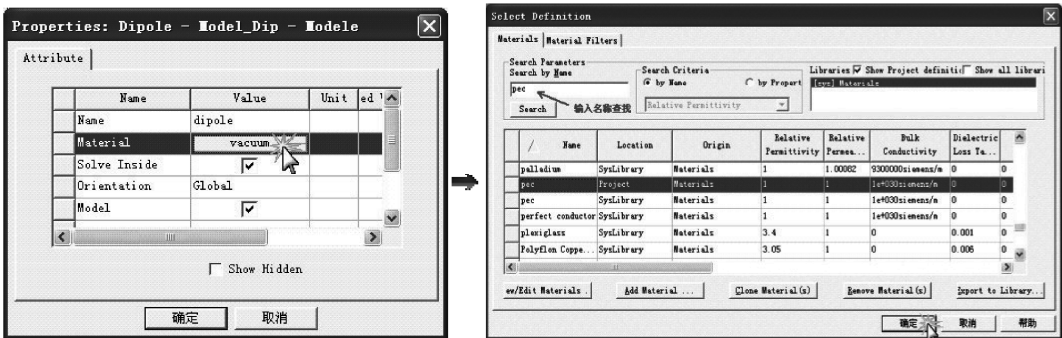 Properties: Dipole - Model_Dip - Modele
Attribute
Name Value Unit ed
Name dipole
Material vacuum
Solve Inside
Orientation Global
Model
Show Hidden
确定 取消
Select Definition
Materials Material Filters
Search Parameters
Search by Name
pec
Search
输入名称查找
Search Criteria
by Name by Propert
Relative Permittivity
Libraries Show Project definitio Show all librari
[sys] Materials
/ Name Location Origin Relative Permittivity Relative Permea... Bulk Conductivity Dielectric Loss Ta...
palladium SysLibrary Materials 1 1.00082 9300000siemens/m 0 0
pec Project Materials 1 1 1e+030siemens/m 0 0
pec SysLibrary Materials 1 1 1e+030siemens/m 0 0
perfect conductor SysLibrary Materials 1 1 1e+030siemens/m 0 0
plexiglass SysLibrary Materials 3.4 1 0 0.001 0
Polyflon Coppe... SysLibrary Materials 3.05 1 0 0.006 0
ew/Edit Materials . Add Material ... Clone Material(s) Remove Material(s) Export to Library...
确定 取消 帮助